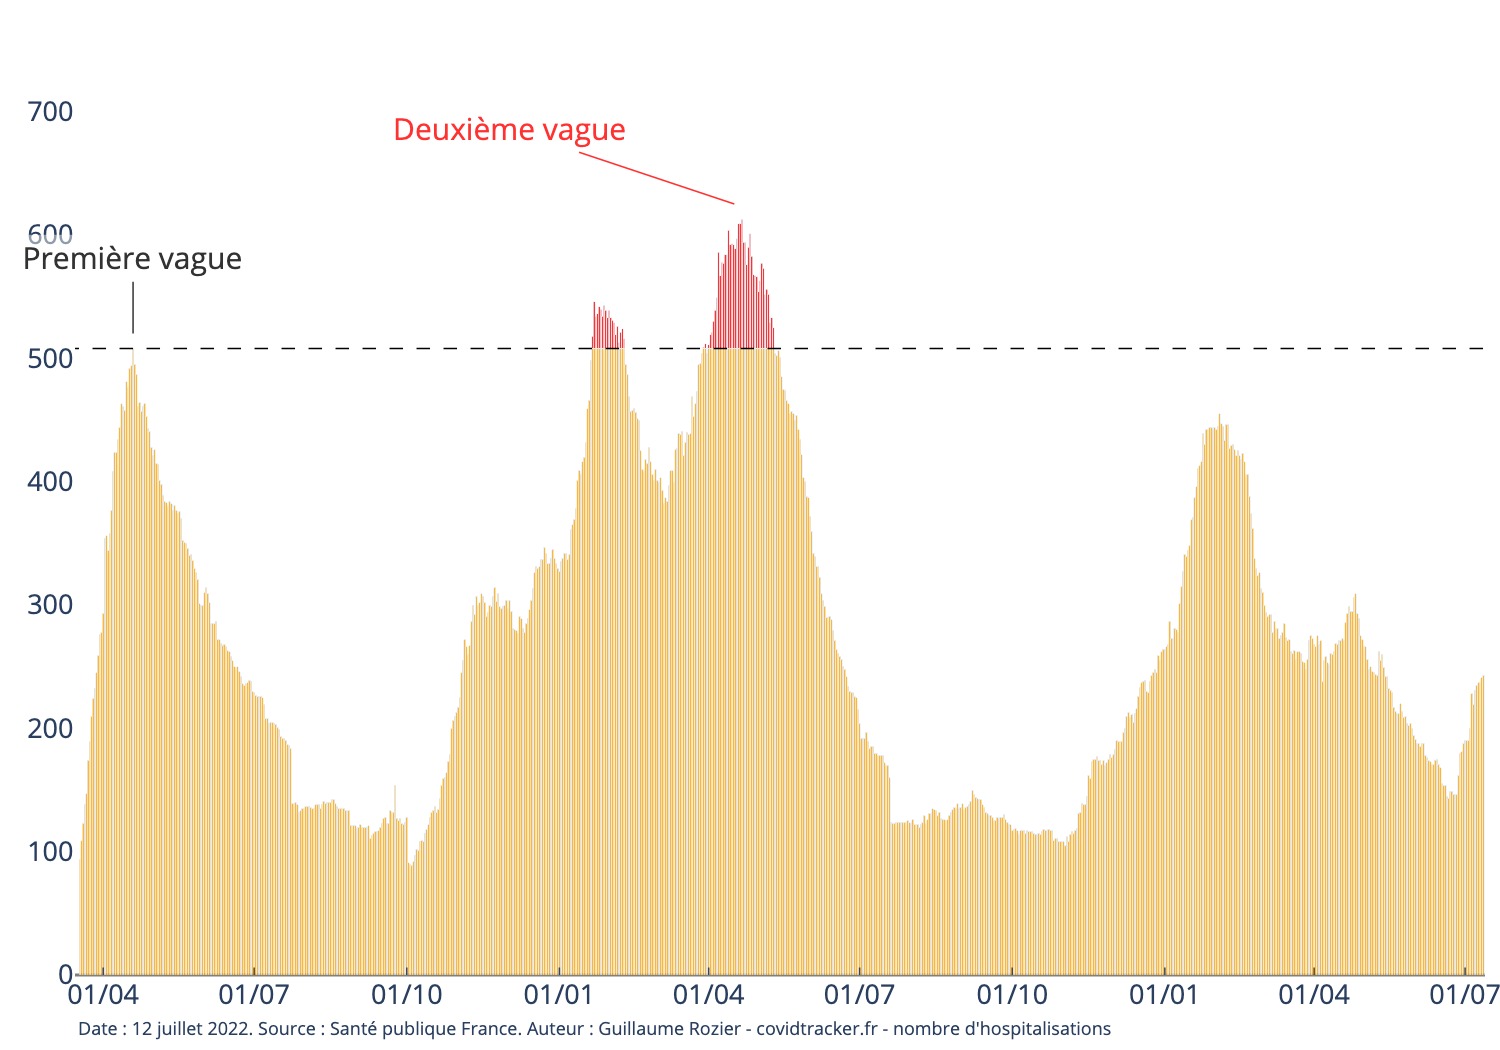 700
Deuxième vague
600
Première vague
500
400
300
200
100
0
01/04 01/07 01/10 01/01 01/04 01/07 01/10 01/01 01/04 01/07
Date : 12 juillet 2022. Source : Santé publique France. Auteur : Guillaume Rozier - covidtracker.fr - nombre d'hospitalisations